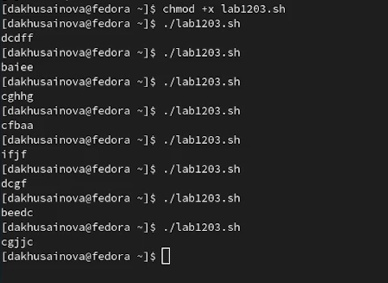 [dakhusainova@fedora ~]$ chmod +x lab1203.sh
[dakhusainova@fedora ~]$ ./lab1203.sh
dcdff
[dakhusainova@fedora ~]$ ./lab1203.sh
baiee
[dakhusainova@fedora ~]$ ./lab1203.sh
cghhg
[dakhusainova@fedora ~]$ ./lab1203.sh
cfbaa
[dakhusainova@fedora ~]$ ./lab1203.sh
ifjf
[dakhusainova@fedora ~]$ ./lab1203.sh
dcgf
[dakhusainova@fedora ~]$ ./lab1203.sh
beedc
[dakhusainova@fedora ~]$ ./lab1203.sh
cgjjc
[dakhusainova@fedora ~]$